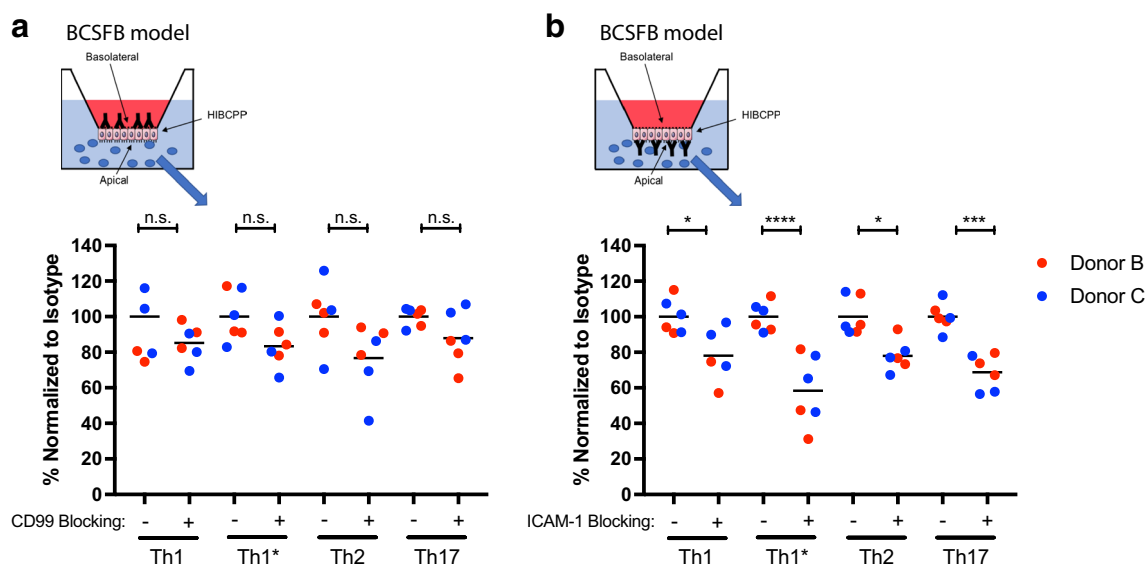 a
BCSFB model
Basolateral
HIBCPP
Apical
n.s. n.s. n.s. n.s.
% Normalized to Isotype
140
120
100
80
60
40
20
0
CD99 Blocking: - + - + - + - +
Th1 Th1* Th2 Th17
b
BCSFB model
Basolateral
HIBCPP
Apical
* **** * ***
% Normalized to Isotype
140
120
100
80
60
40
20
0
ICAM-1 Blocking: - + - + - + - +
Th1 Th1* Th2 Th17
Donor B
Donor C